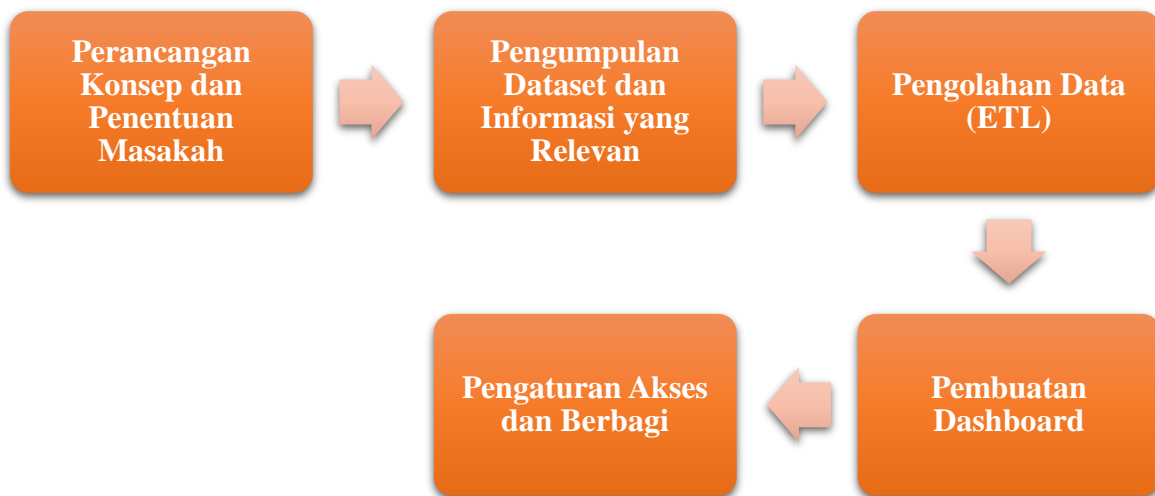 Perancangan
Konsep dan
Penentuan
Masakah
Pengumpulan
Dataset dan
Informasi yang
Relevan
Pengolahan Data
(ETL)
Pembuatan
Dashboard
Pengaturan Akses
dan Berbagi